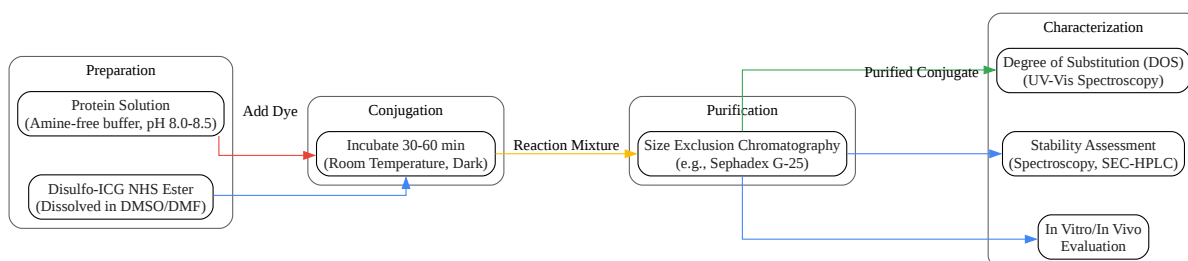 Preparation
Protein Solution
(Amine-free buffer, pH 8.0-8.5)
Disulfo-ICG NHS Ester
(Dissolved in DMSO/DMF)
Add Dye
Conjugation
Incubate 30-60 min
(Room Temperature, Dark)
Reaction Mixture
Purification
Size Exclusion Chromatography
(e.g., Sephadex G-25)
Purified Conjugate
Characterization
Degree of Substitution (DOS)
(UV-Vis Spectroscopy)
Stability Assessment
(Spectroscopy, SEC-HPLC)
In Vitro/In Vivo
Evaluation